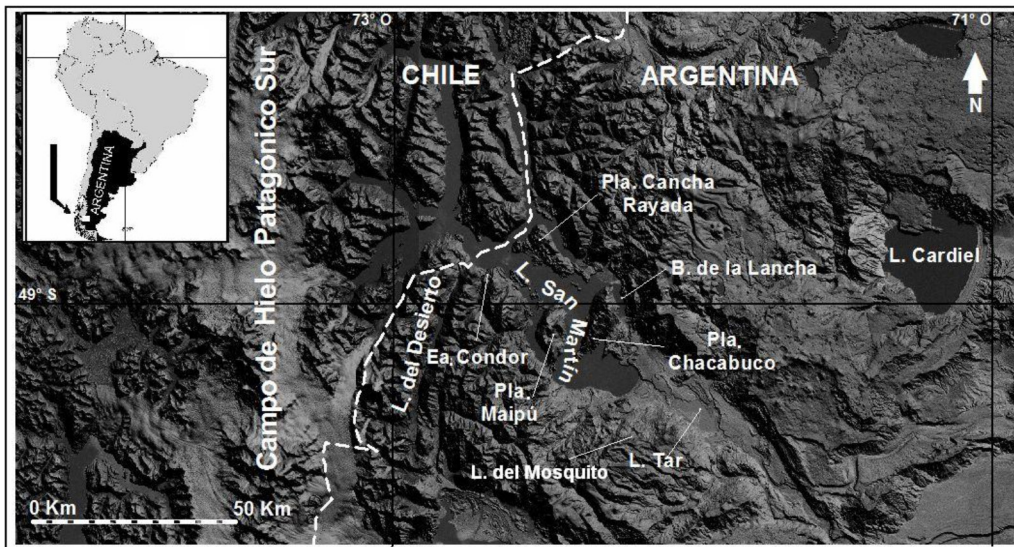 73° O
71° O
CHILE
ARGENTINA
N
ARGENTINA
Campo de Hielo Patagónico Sur
Pla. Cancha
Rayada
L. Cardiel
B. de la Lancha
49° S
L. San Martín
L. del Desierto
Ea. Condor
Pla.
Chacabuco
Pla.
Maipú
L. del Mosquito
L. Tar
0 Km
50 Km